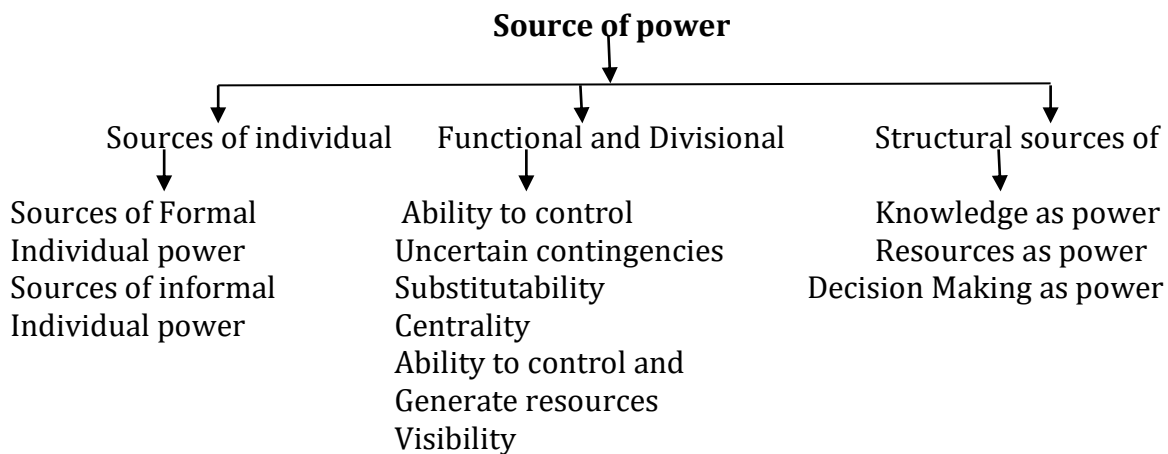 Source of power
Sources of individual
Functional and Divisional
Structural sources of
Sources of Formal
Individual power
Sources of informal
Individual power
Ability to control
Uncertain contingencies
Substitutability
Centrality
Ability to control and
Generate resources
Visibility
Knowledge as power
Resources as power
Decision Making as power